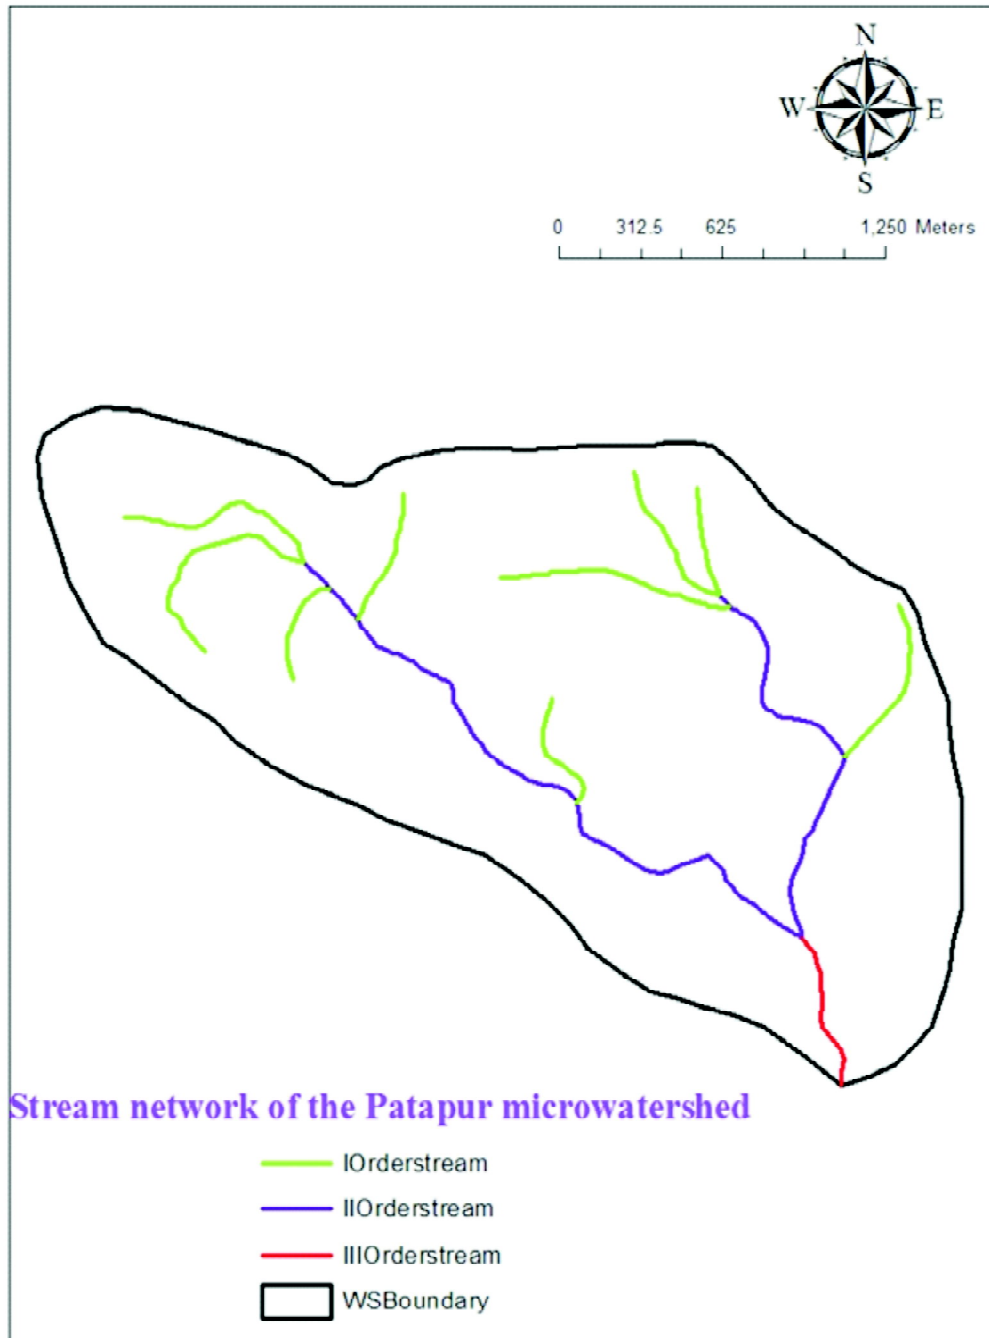 N
W E
S
0 312.5 625 1,250 Meters
Stream network of the Patapur microwatershed
IOrderstream
IIOrderstream
IIIOrderstream
WSBoundary